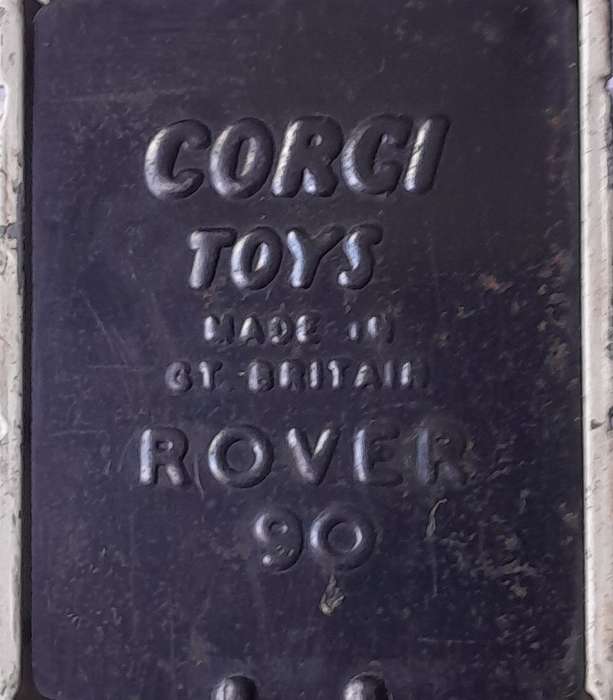 CORGI
TOYS
MADE IN
GT. BRITAIN
ROVER
90